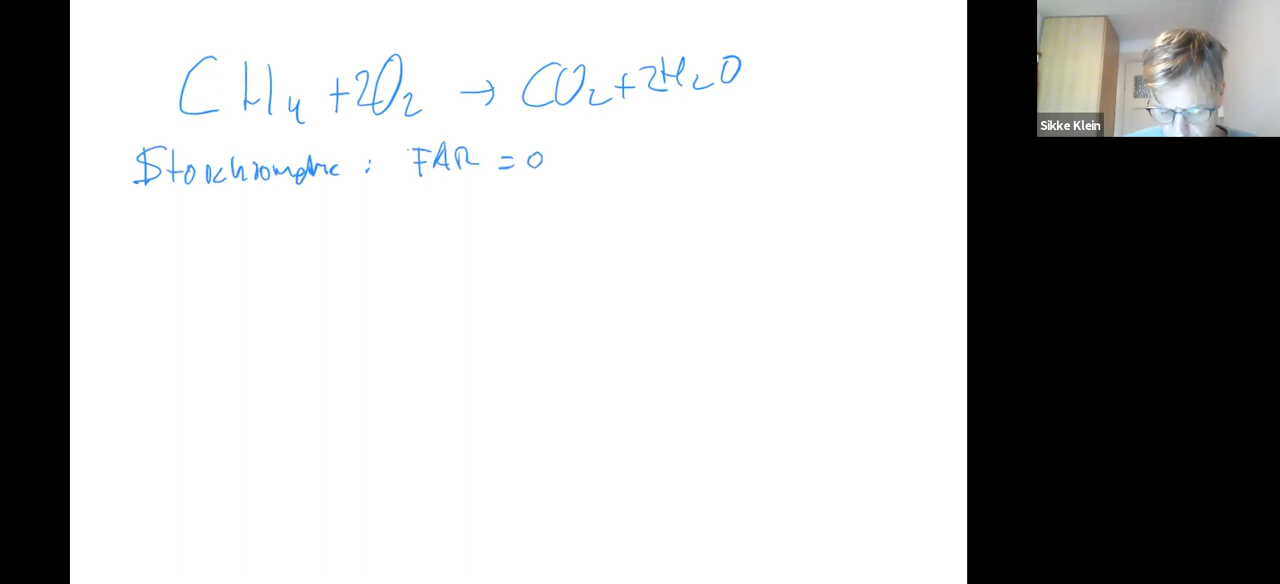 CH4 + 2O2 → CO2 + 2H2O
Stoichiometric : FAR = 0
Sikke Klein